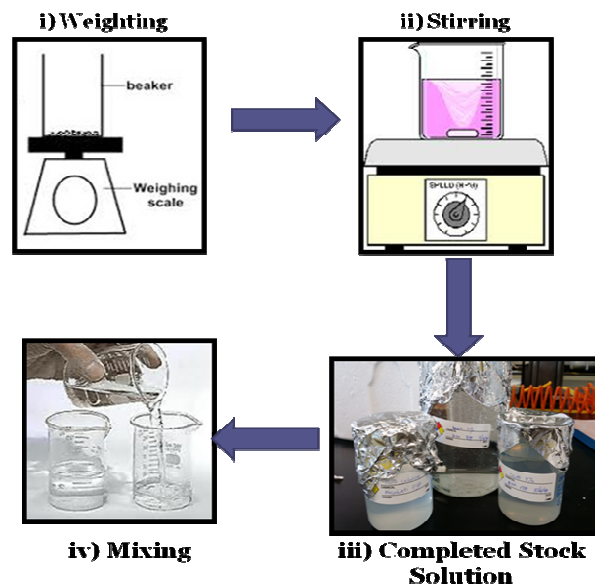 i) Weighting
beaker
Weighing
scale
ii) Stirring
iii) Completed Stock
Solution
iv) Mixing